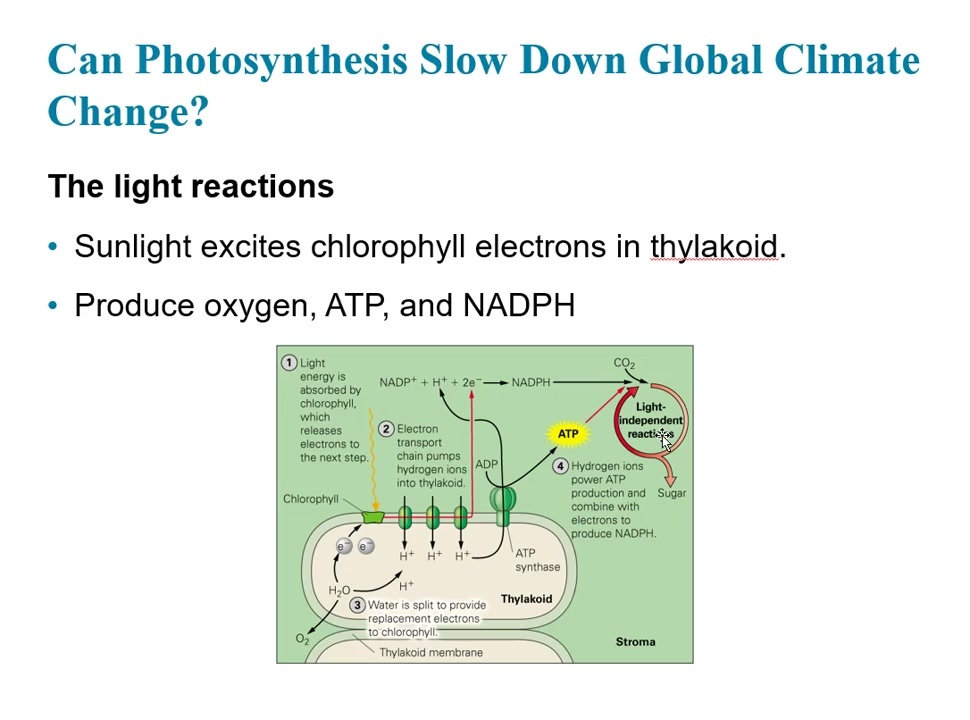 Can Photosynthesis Slow Down Global Climate
Change?
The light reactions
• Sunlight excites chlorophyll electrons in thylakoid.
• Produce oxygen, ATP, and NADPH
1 Light
energy is
absorbed by
chlorophyll,
which
releases
electrons to
the next step.
NADP⁺ + H⁺ + 2e⁻ NADPH
CO₂
Light-
independent
reactions
2 Electron
transport
chain pumps
hydrogen ions
into thylakoid.
ADP
ATP
4 Hydrogen ions
power ATP
production and
combine with
electrons to
produce NADPH.
Sugar
Chlorophyll
e⁻ e⁻
H⁺ H⁺ H⁺
ATP
synthase
H₂O
H⁺
Thylakoid
3 Water is split to provide
replacement electrons
to chlorophyll.
O₂
Thylakoid membrane
Stroma